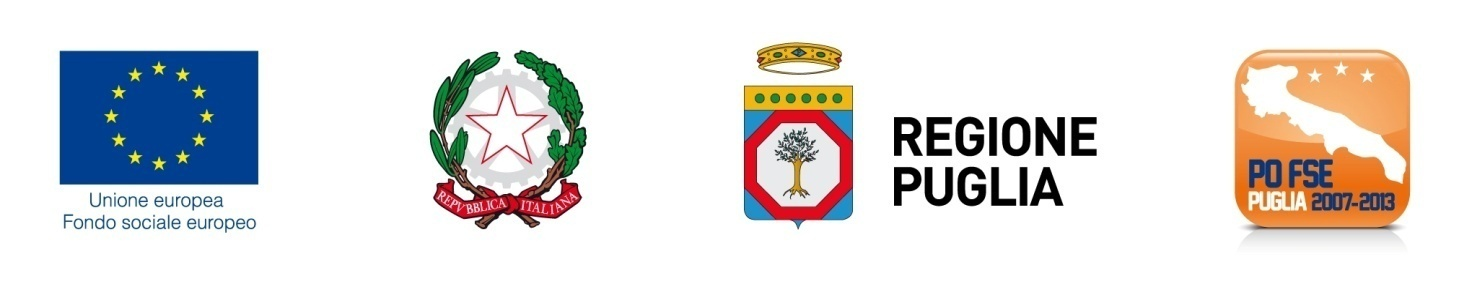 Unione europea
Fondo sociale europeo
REPVBBLICA ITALIANA
REGIONE
PUGLIA
PO FSE
PUGLIA 2007-2013